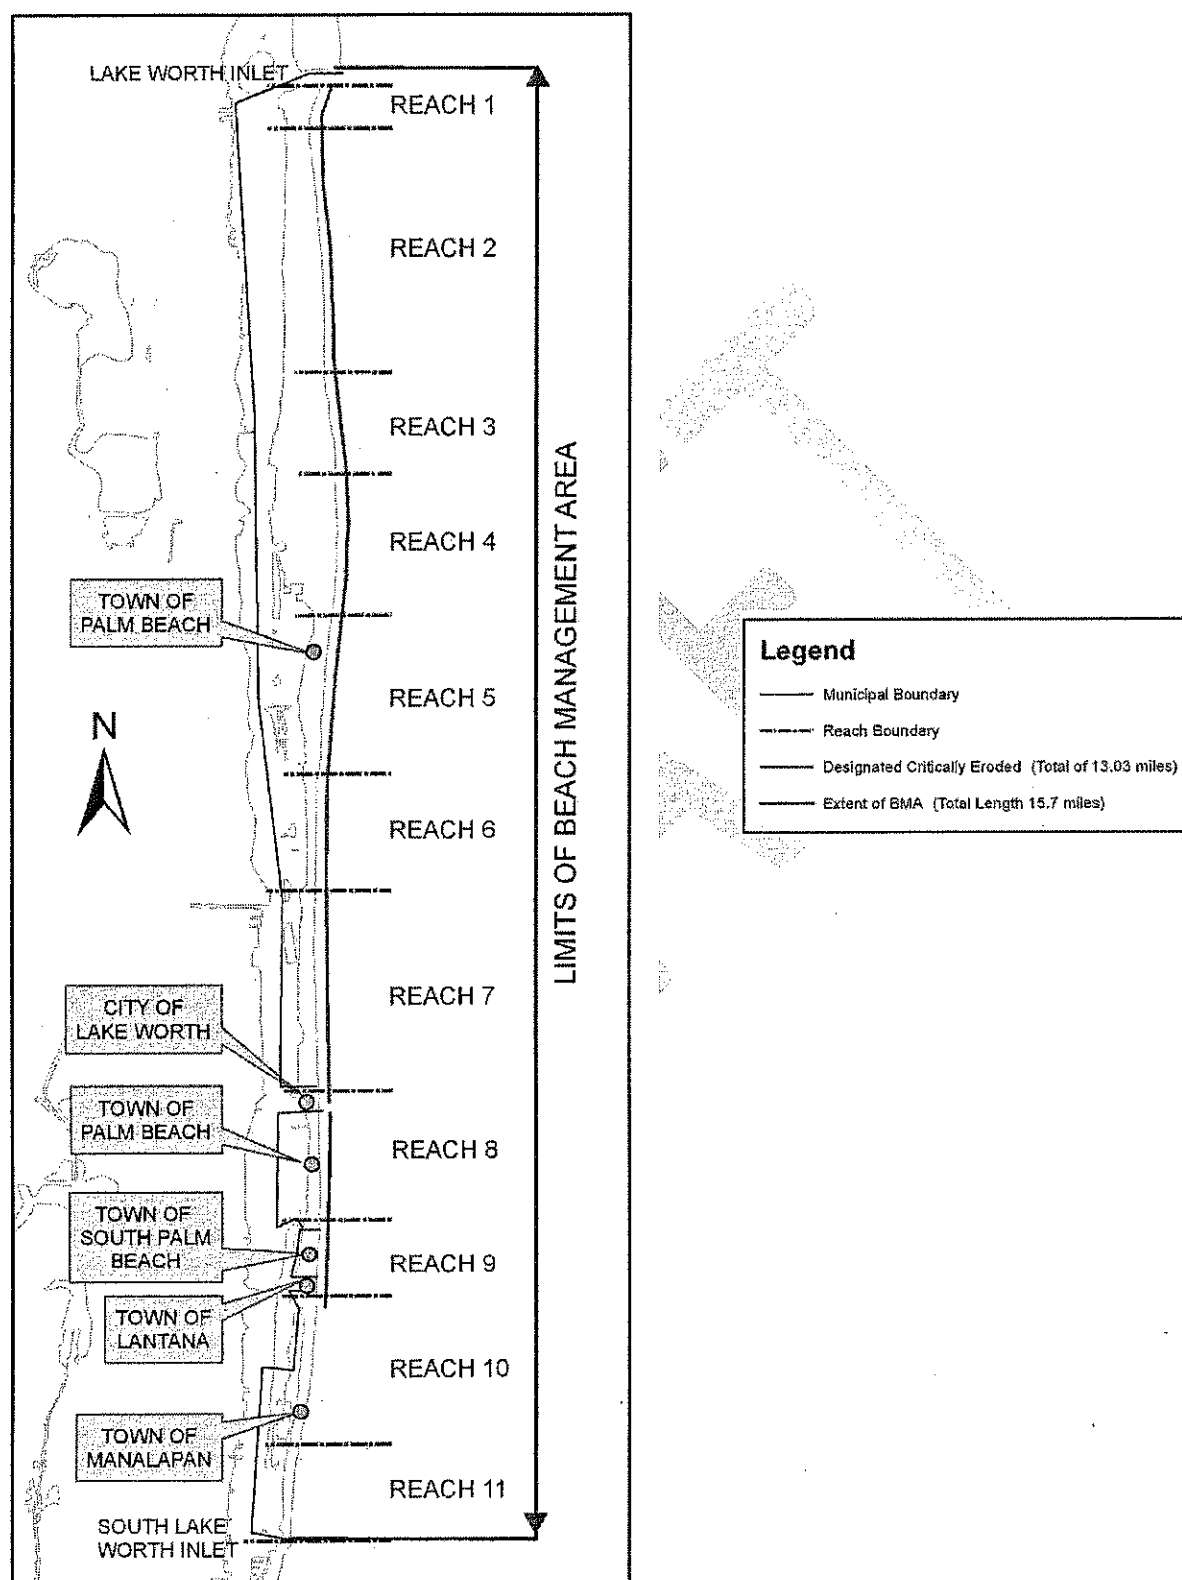 LAKE WORTH INLET
REACH 1
REACH 2
REACH 3
REACH 4
TOWN OF
PALM BEACH
REACH 5
N
REACH 6
REACH 7
CITY OF
LAKE WORTH
TOWN OF
PALM BEACH
REACH 8
TOWN OF
SOUTH PALM
BEACH
REACH 9
TOWN OF
LANTANA
REACH 10
TOWN OF
MANALAPAN
REACH 11
SOUTH LAKE
WORTH INLET
LIMITS OF BEACH MANAGEMENT AREA
Legend
Municipal Boundary
Reach Boundary
Designated Critically Eroded (Total of 13.03 miles)
Extent of BMA (Total Length 15.7 miles)